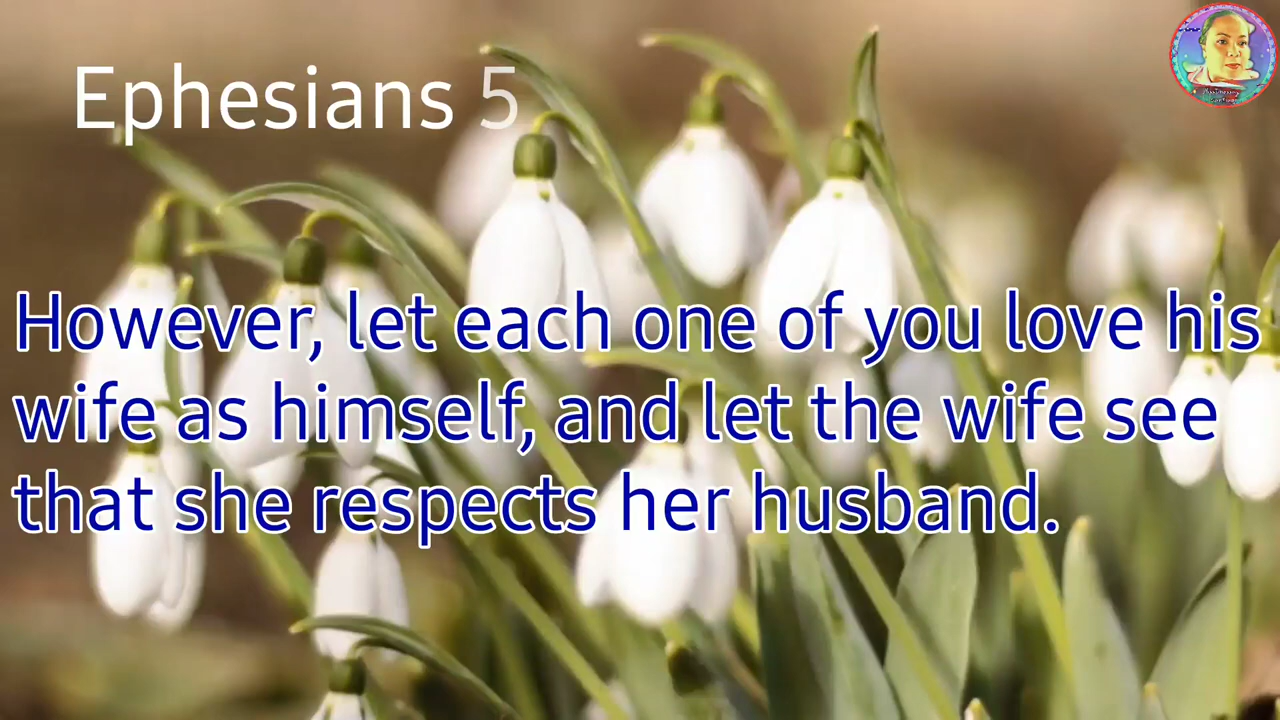 Ephesians 5
However, let each one of you love his
wife as himself, and let the wife see
that she respects her husband.